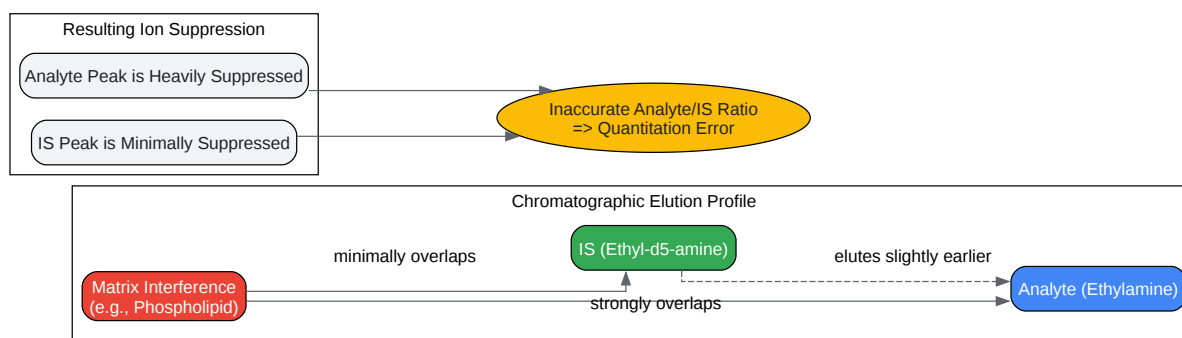 Resulting Ion Suppression
Analyte Peak is Heavily Suppressed
IS Peak is Minimally Suppressed
Inaccurate Analyte/IS Ratio
=> Quantitation Error
Chromatographic Elution Profile
IS (Ethyl-d5-amine)
minimally overlaps
elutes slightly earlier
Matrix Interference
(e.g., Phospholipid)
strongly overlaps
Analyte (Ethylamine)